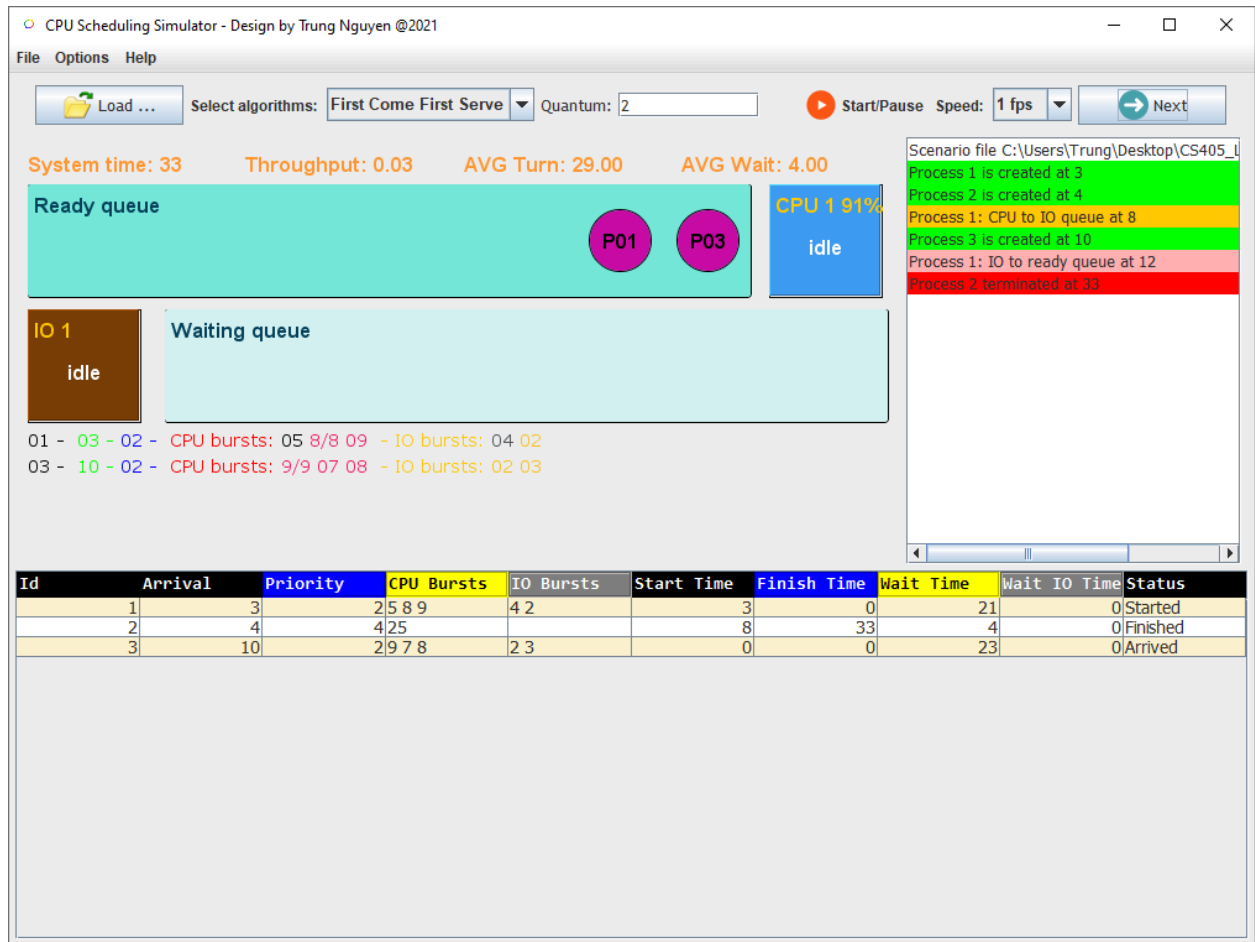 CPU Scheduling Simulator - Design by Trung Nguyen @2021
File Options Help
Load ... Select algorithms: First Come First Serve Quantum: 2 Start/Pause Speed: 1 fps Next
System time: 33 Throughput: 0.03 AVG Turn: 29.00 AVG Wait: 4.00
Ready queue
P01 P03
CPU 1 91%
idle
IO 1
idle
Waiting queue
01 - 03 - 02 - CPU bursts: 05 8/8 09 - IO bursts: 04 02
03 - 10 - 02 - CPU bursts: 9/9 07 08 - IO bursts: 02 03
Scenario file C:\Users\Trung\Desktop\CS405_
Process 1 is created at 3
Process 2 is created at 4
Process 1: CPU to IO queue at 8
Process 3 is created at 10
Process 1: IO to ready queue at 12
Process 2 terminated at 33
Id Arrival Priority CPU Bursts IO Bursts Start Time Finish Time Wait Time Wait IO Time Status
1 3 2 5 8 9 4 2 3 0 21 0 Started
2 4 4 25 8 33 4 0 Finished
3 10 2 9 7 8 2 3 0 0 23 0 Arrived